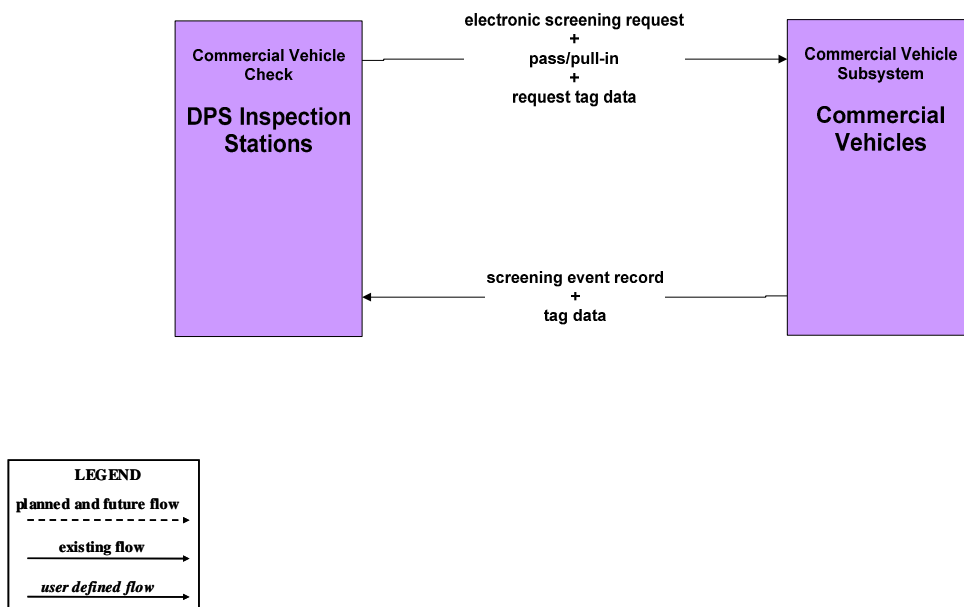 electronic screening request
+
pass/pull-in
+
request tag data
Commercial Vehicle
Check
DPS Inspection
Stations
Commercial Vehicle
Subsystem
Commercial
Vehicles
screening event record
+
tag data
LEGEND
planned and future flow
existing flow
user defined flow